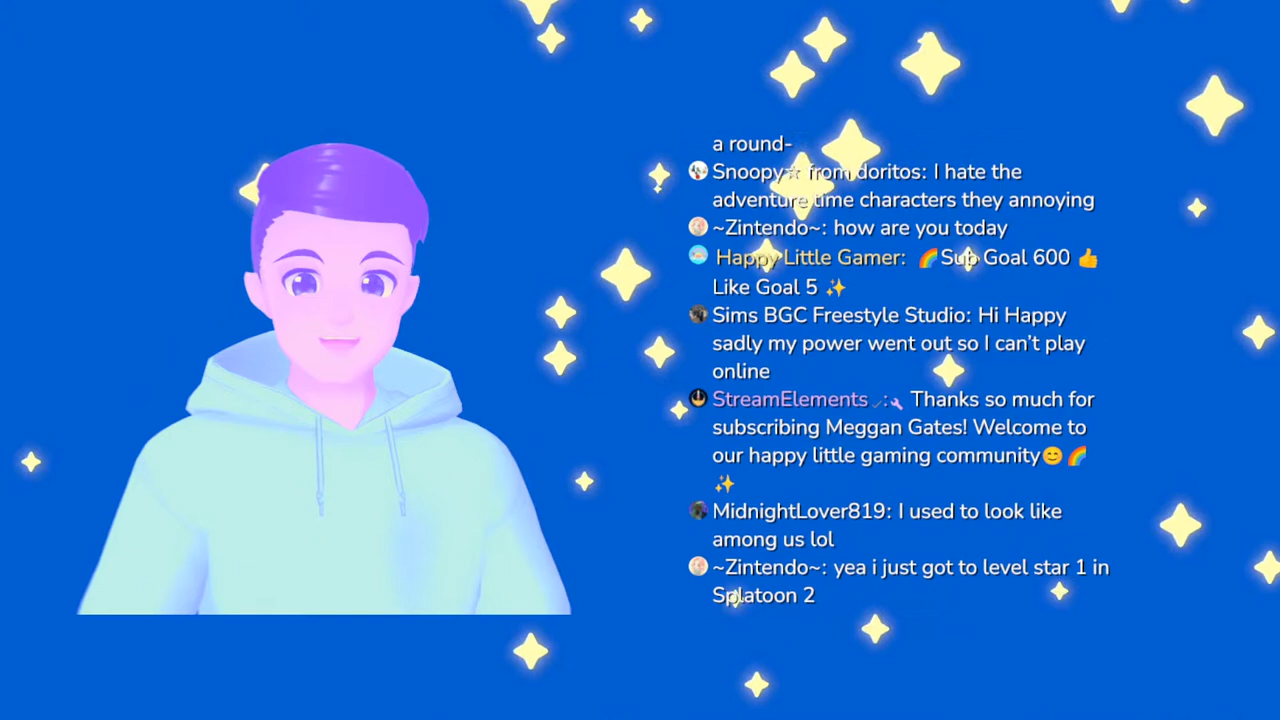 a round-
Snoopy☆ from doritos: I hate the
adventure time characters they annoying
~Zintendo~: how are you today
Happy Little Gamer: 🌈Sub Goal 600 👍
Like Goal 5 ✨
Sims BGC Freestyle Studio: Hi Happy
sadly my power went out so I can't play
online
StreamElements✓:🔧 Thanks so much for
subscribing Meggan Gates! Welcome to
our happy little gaming community😊🌈
✨
MidnightLover819: I used to look like
among us lol
~Zintendo~: yea i just got to level star 1 in
Splatoon 2